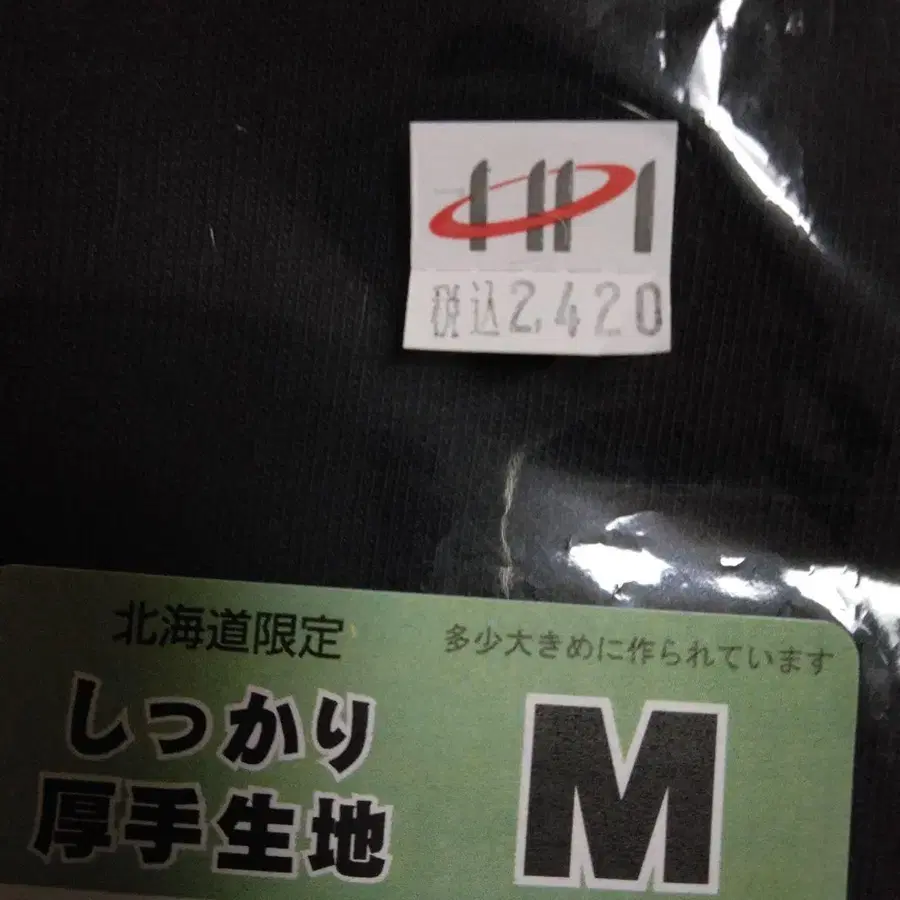 HPI
税込2,420
北海道限定
多少大きめに作られています
しっかり
厚手生地
M